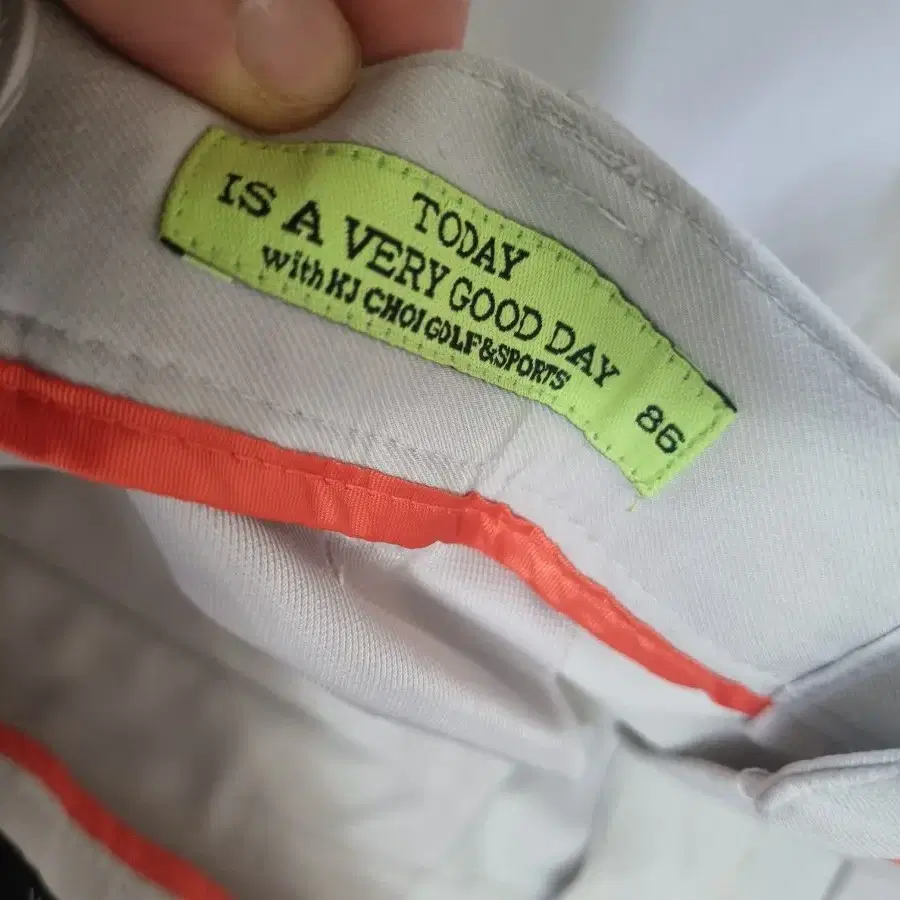 TODAY
IS A VERY GOOD DAY
with KJ CHOI GOLF&SPORTS
86